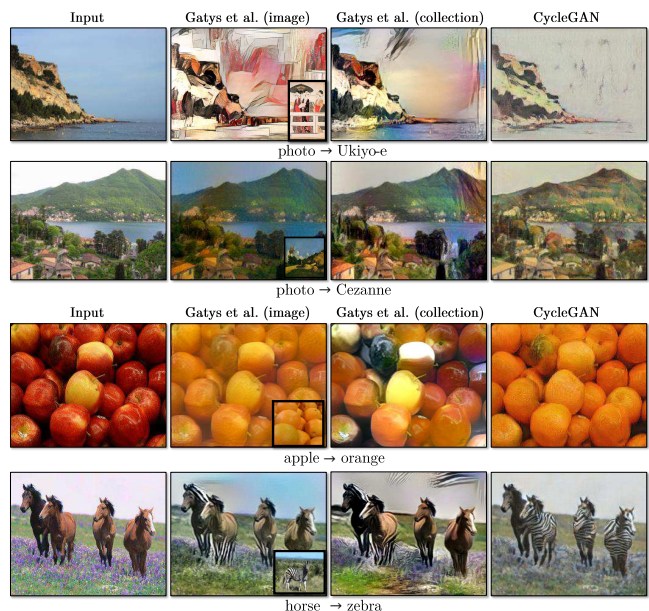 Input Gatys et al. (image) Gatys et al. (collection) CycleGAN
photo → Ukiyo-e
photo → Cezanne
Input Gatys et al. (image) Gatys et al. (collection) CycleGAN
apple → orange
horse → zebra